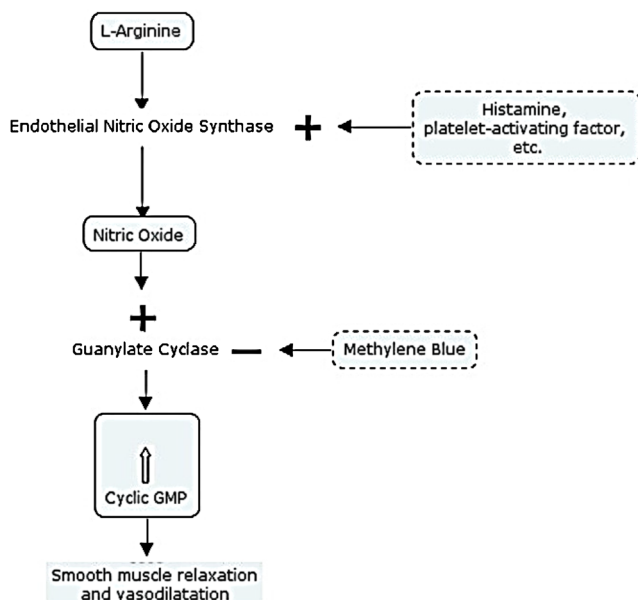 L-Arginine
Endothelial Nitric Oxide Synthase +
Histamine,
platelet-activating factor,
etc.
Nitric Oxide
+
Guanylate Cyclase —
Methylene Blue
Cyclic GMP
Smooth muscle relaxation
and vasodilatation